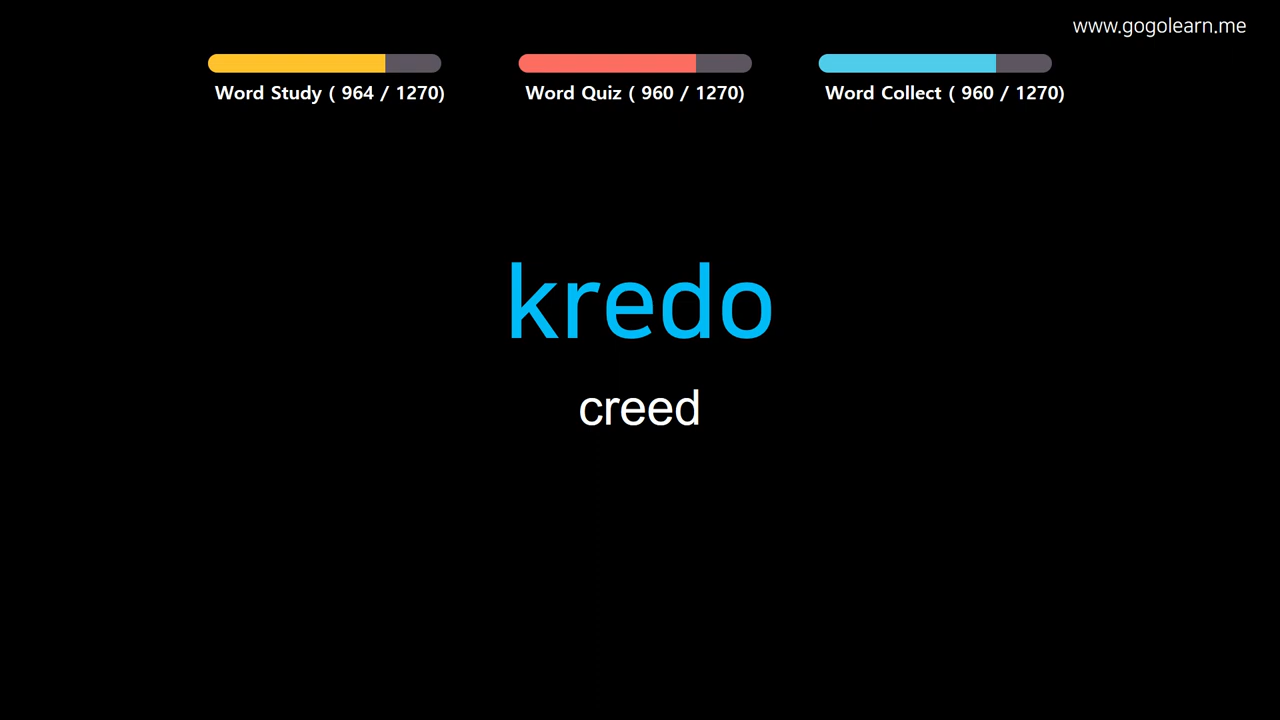 www.gogolearn.me
Word Study ( 964 / 1270)
Word Quiz ( 960 / 1270)
Word Collect ( 960 / 1270)
kredo
creed